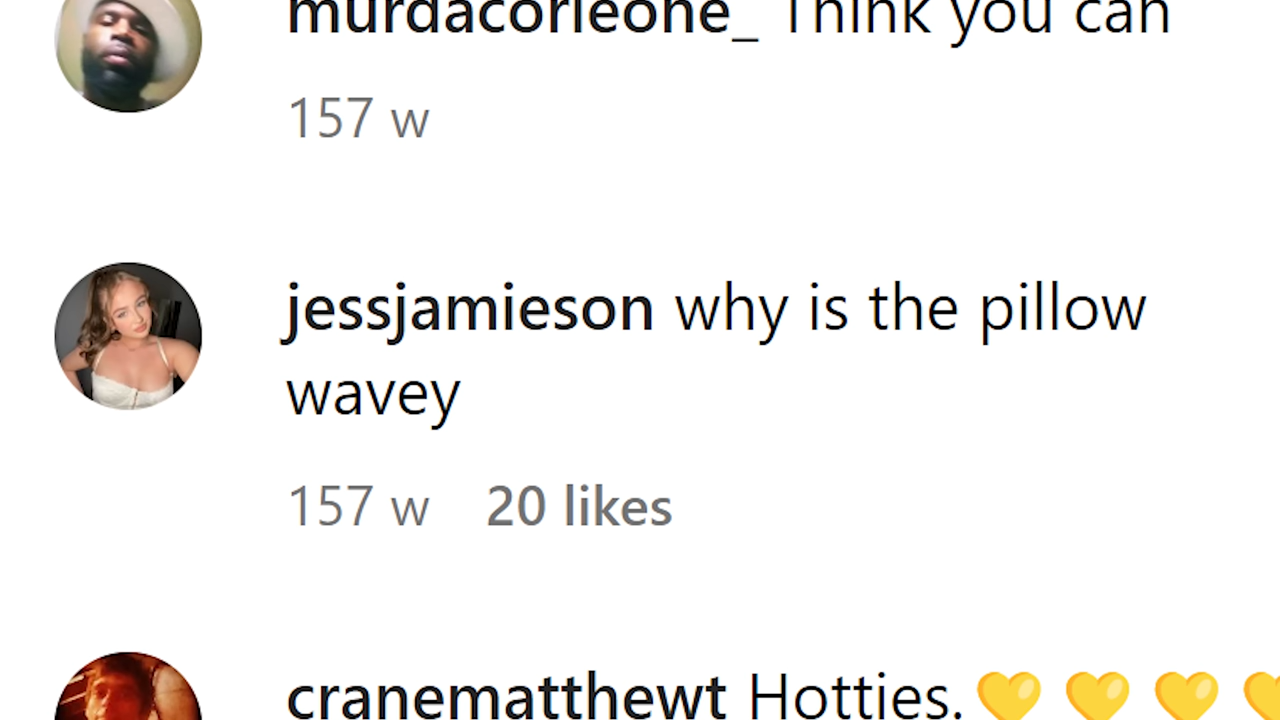 murdacorleone_ Think you can
157 w
jessjamieson why is the pillow
wavey
157 w 20 likes
cranematthewt Hotties. 💛 💛 💛 💛